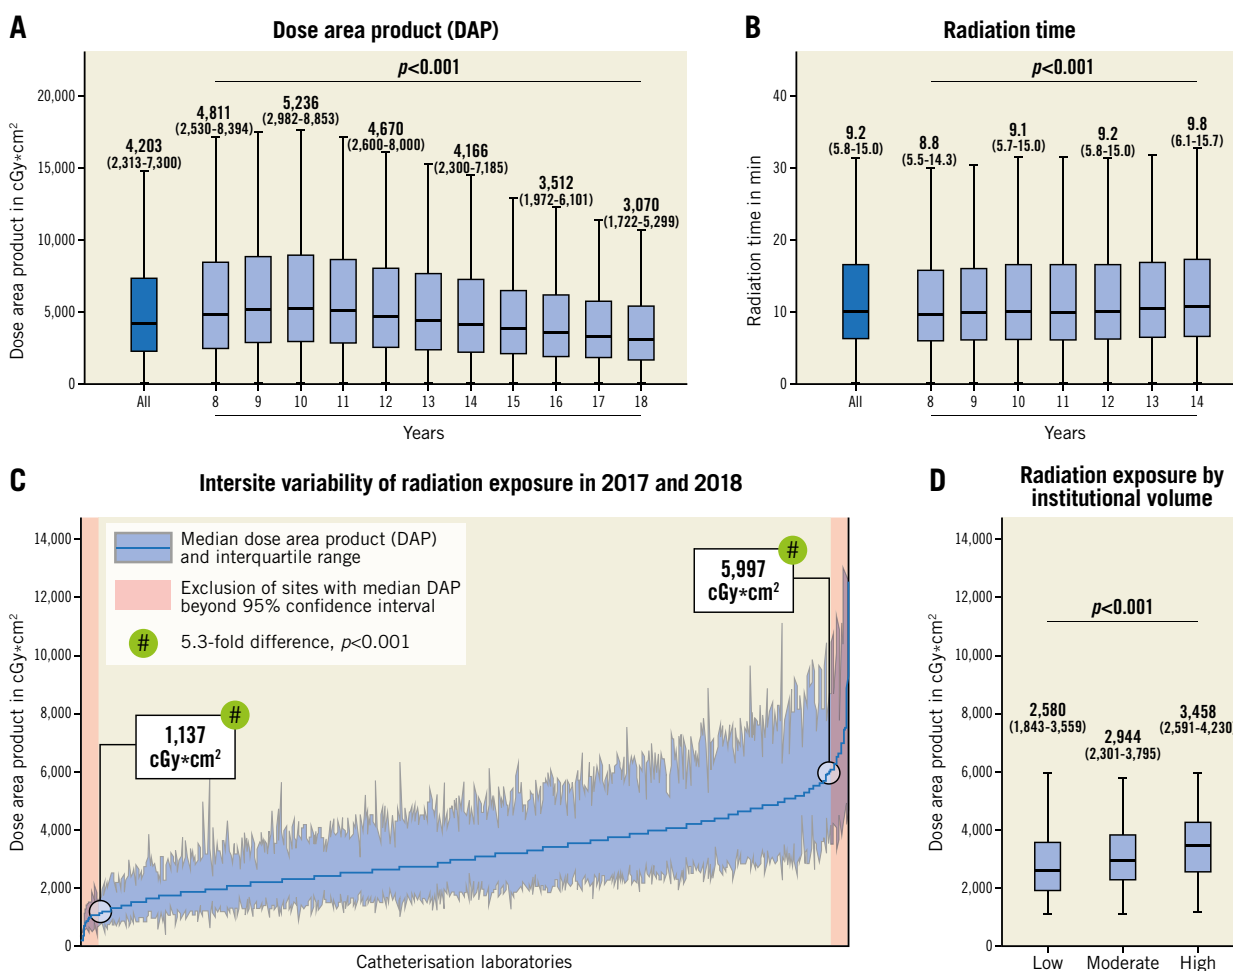 A
Dose area product (DAP)
Dose area product in cGy*cm²
20,000
15,000
10,000
5,000
0
p<0.001
4,203
(2,313-7,300)
4,811
(2,530-8,394)
5,236
(2,982-8,853)
4,670
(2,600-8,000)
4,166
(2,300-7,185)
3,512
(1,972-6,101)
3,070
(1,722-5,299)
All 8 9 10 11 12 13 14 15 16 17 18
Years
B
Radiation time
Radiation time in min
40
30
20
10
0
p<0.001
9.2
(5.8-15.0)
8.8
(5.5-14.3)
9.1
(5.7-15.0)
9.2
(5.8-15.0)
9.8
(6.1-15.7)
All 8 9 10 11 12 13 14
Years
C
Intersite variability of radiation exposure in 2017 and 2018
Dose area product in cGy*cm²
14,000
12,000
10,000
8,000
6,000
4,000
2,000
0
Median dose area product (DAP)
and interquartile range
Exclusion of sites with median DAP
beyond 95% confidence interval
# 5.3-fold difference, p<0.001
#
1,137
cGy*cm²
#
5,997
cGy*cm²
Catheterisation laboratories
D
Radiation exposure by
institutional volume
Dose area product in cGy*cm²
14,000
12,000
10,000
8,000
6,000
4,000
2,000
0
p<0.001
2,580
(1,843-3,559)
2,944
(2,301-3,795)
3,458
(2,591-4,230)
Low Moderate High